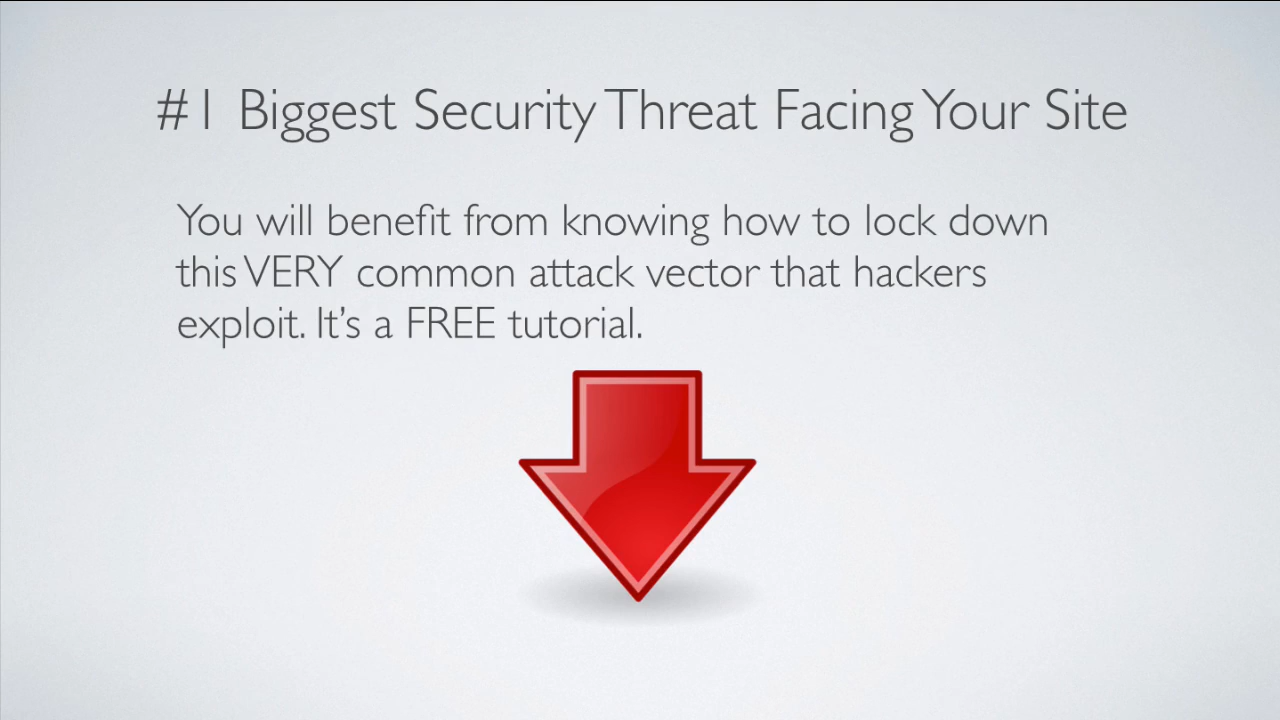 #1 Biggest Security Threat Facing Your Site
You will benefit from knowing how to lock down
this VERY common attack vector that hackers
exploit. It’s a FREE tutorial.